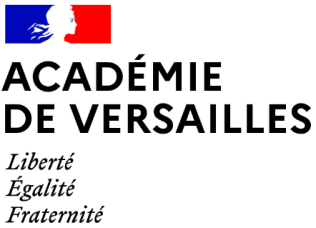 ACADÉMIE
DE VERSAILLES
Liberté
Égalité
Fraternité